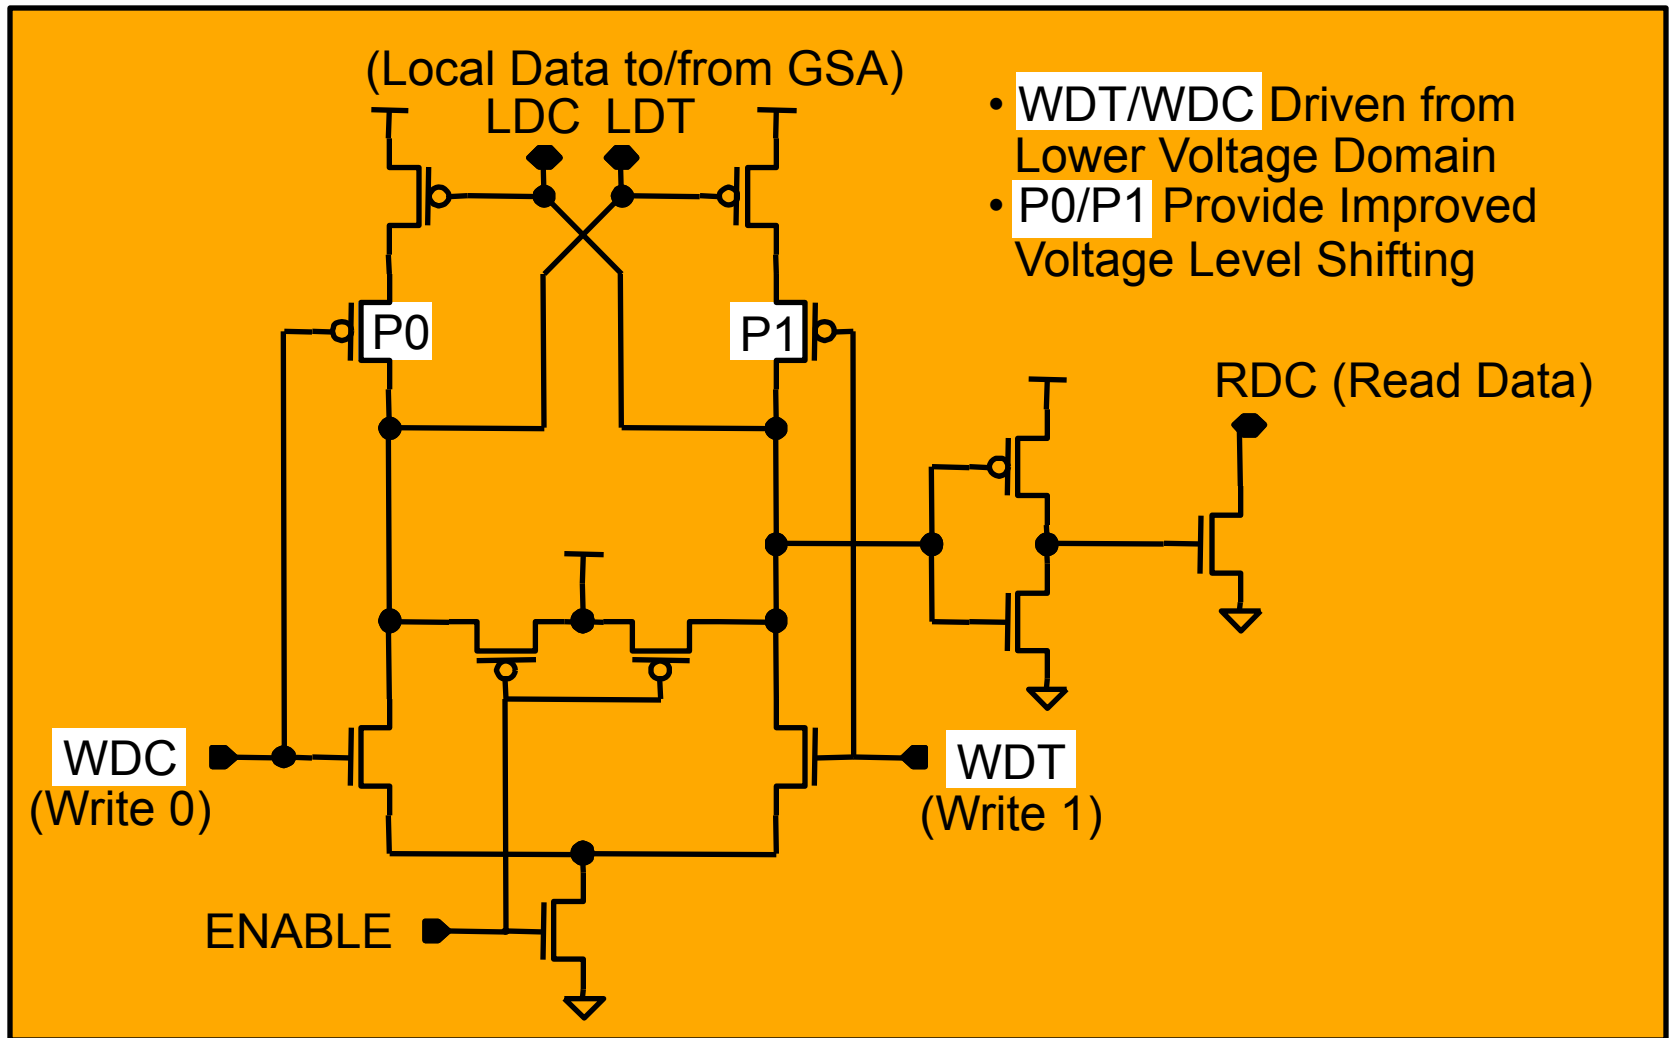 (Local Data to/from GSA)
LDC LDT
• WDT/WDC Driven from
Lower Voltage Domain
• P0/P1 Provide Improved
Voltage Level Shifting
P0
P1
RDC (Read Data)
WDC
(Write 0)
WDT
(Write 1)
ENABLE